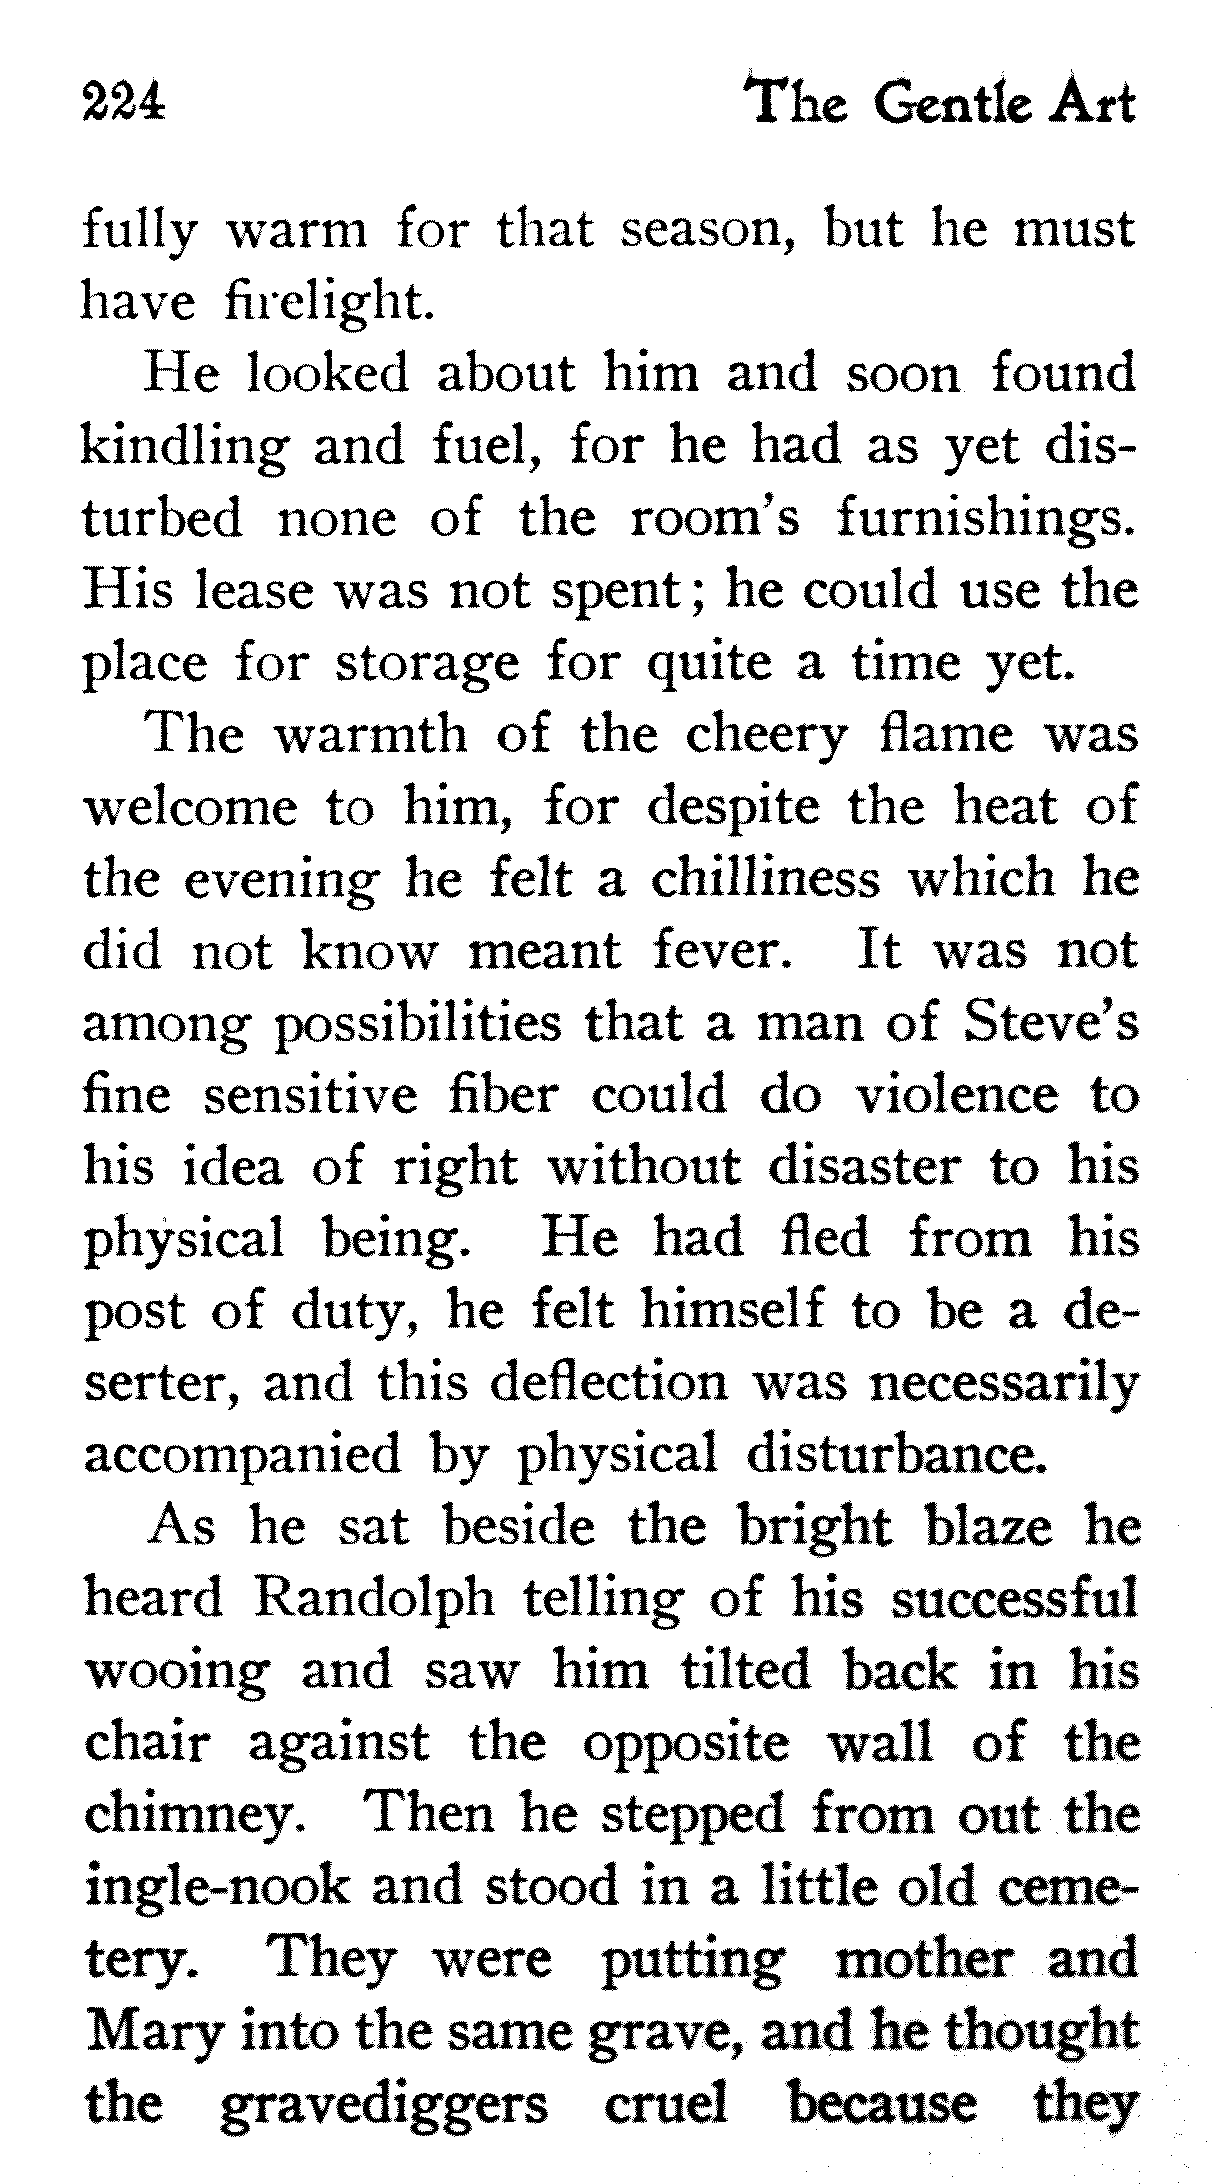 224 The Gentle Art
fully warm for that season, but he must
have firelight.
He looked about him and soon found
kindling and fuel, for he had as yet dis-
turbed none of the room's furnishings.
His lease was not spent; he could use the
place for storage for quite a time yet.
The warmth of the cheery flame was
welcome to him, for despite the heat of
the evening he felt a chilliness which he
did not know meant fever. It was not
among possibilities that a man of Steve's
fine sensitive fiber could do violence to
his idea of right without disaster to his
physical being. He had fled from his
post of duty, he felt himself to be a de-
serter, and this deflection was necessarily
accompanied by physical disturbance.
As he sat beside the bright blaze he
heard Randolph telling of his successful
wooing and saw him tilted back in his
chair against the opposite wall of the
chimney. Then he stepped from out the
ingle-nook and stood in a little old ceme-
tery. They were putting mother and
Mary into the same grave, and he thought
the gravediggers cruel because they